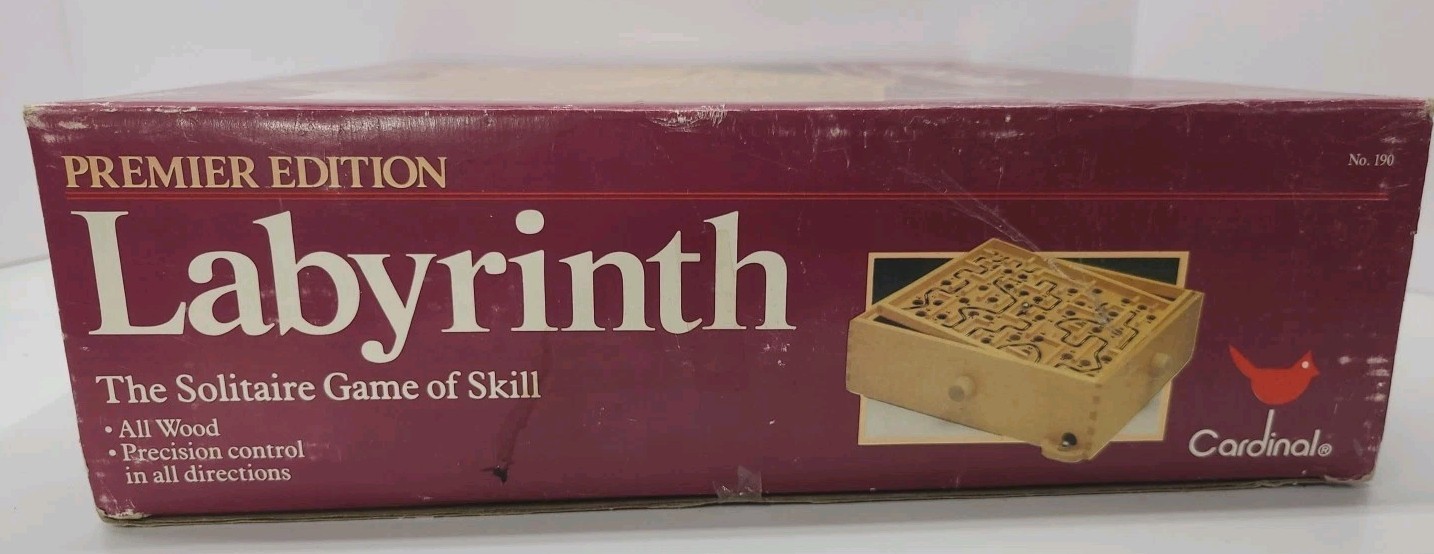 PREMIER EDITION
No. 190
Labyrinth
The Solitaire Game of Skill
• All Wood
• Precision control
in all directions
Cardinal®